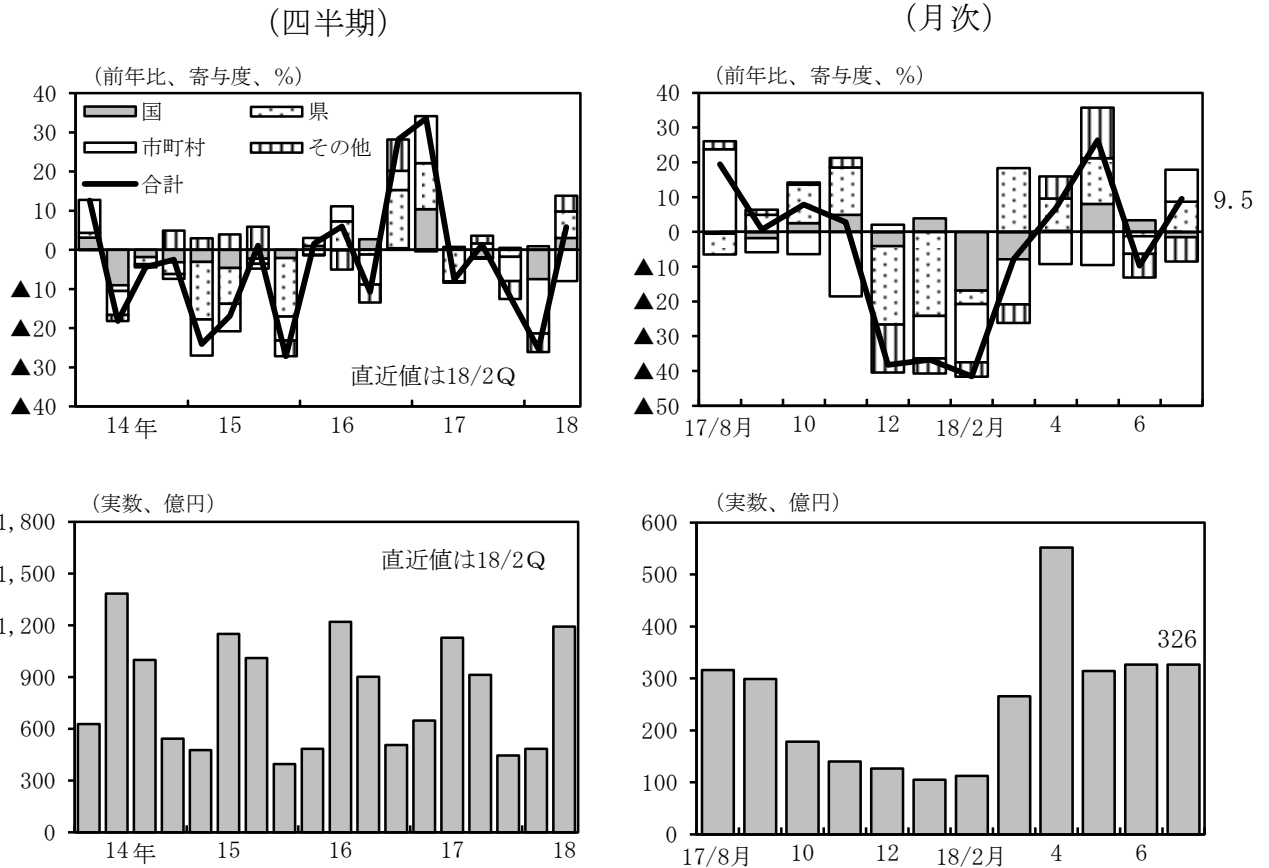 (四半期)
(前年比、寄与度、%)
40
30
20
10
0
▲10
▲20
▲30
▲40
国
県
市町村
その他
合計
直近値は18/2Q
14年
15
16
17
18
(月次)
(前年比、寄与度、%)
40
30
20
10
0
▲10
▲20
▲30
▲40
▲50
9.5
17/8月
10
12
18/2月
4
6
(実数、億円)
1,800
1,500
1,200
900
600
300
0
直近値は18/2Q
14年
15
16
17
18
(実数、億円)
600
500
400
300
200
100
0
326
17/8月
10
12
18/2月
4
6